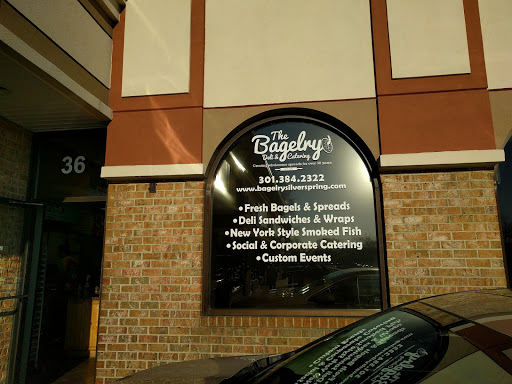 36
The
Bagelry
Deli & Catering
301.384.2322
www.bagelrysilverspring.com
• Fresh Bagels & Spreads
• Deli Sandwiches & Wraps
• New York Style Smoked Fish
• Social & Corporate Catering
• Custom Events